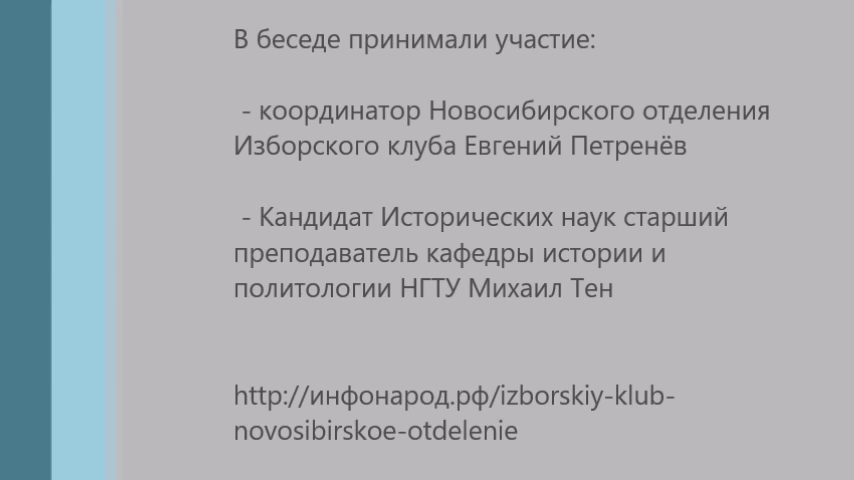 В беседе принимали участие:
- координатор Новосибирского отделения
Изборского клуба Евгений Петренёв
- Кандидат Исторических наук старший
преподаватель кафедры истории и
политологии НГТУ Михаил Тен
http://инфонарод.рф/izborskiy-klub-
novosibirskoe-otdelenie